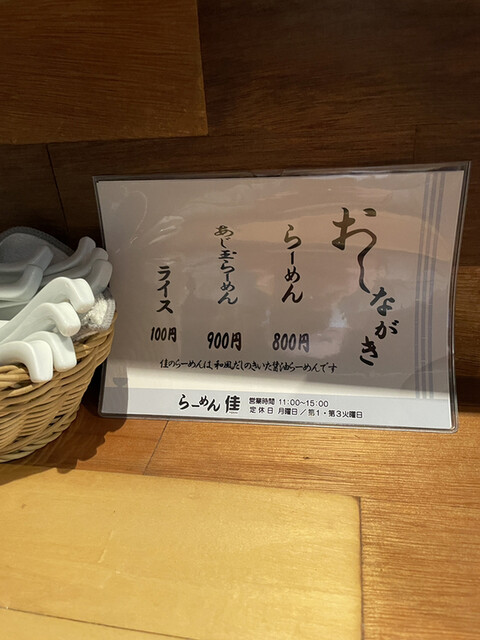 おしながき
らーめん
800円
あじ玉らーめん
900円
ライス
100円
佳のらーめんは、和風だしのきいた醤油らーめんです
らーめん 佳
営業時間 11:00~15:00
定休日 月曜日／第1・第3火曜日